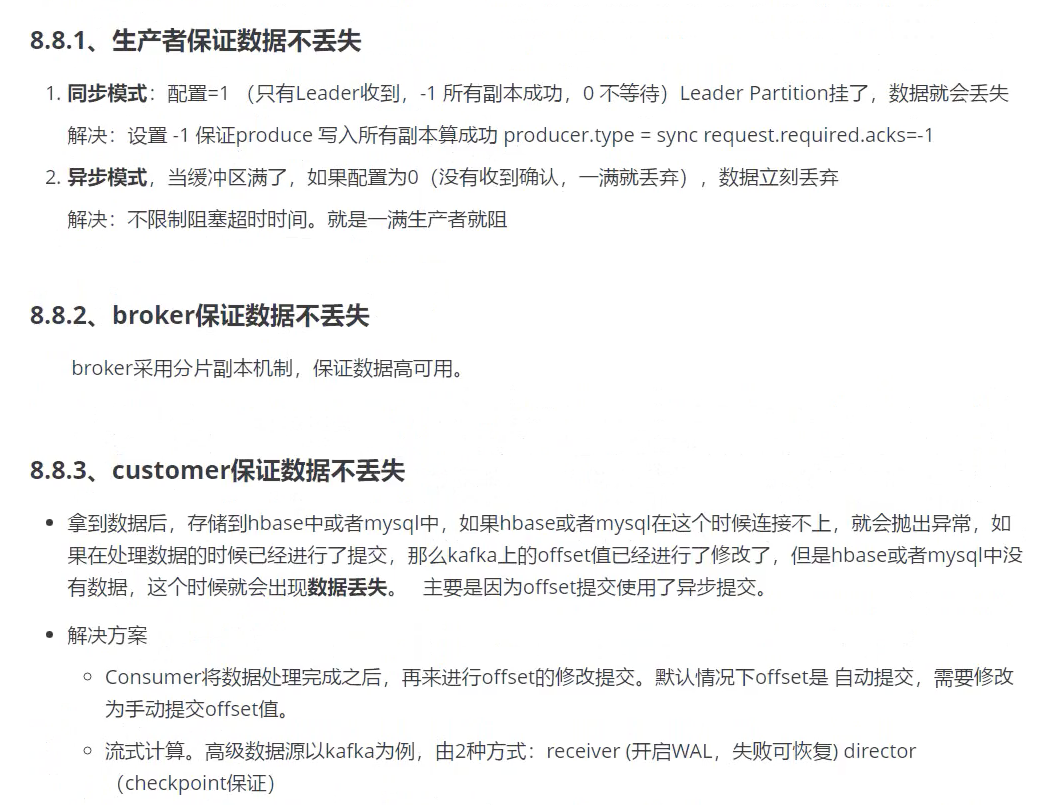 8.8.1、生产者保证数据不丢失
1. 同步模式：配置=1 （只有Leader收到，-1 所有副本成功，0 不等待）Leader Partition挂了，数据就会丢失
解决：设置 -1 保证produce 写入所有副本算成功 producer.type = sync request.required.acks=-1
2. 异步模式，当缓冲区满了，如果配置为0（没有收到确认，一满就丢弃），数据立刻丢弃
解决：不限制阻塞超时时间。就是一满生产者就阻
8.8.2、broker保证数据不丢失
broker采用分片副本机制，保证数据高可用。
8.8.3、customer保证数据不丢失
• 拿到数据后，存储到hbase中或者mysql中，如果hbase或者mysql在这个时候连接不上，就会抛出异常，如
果在处理数据的时候已经进行了提交，那么kafka上的offset值已经进行了修改了，但是hbase或者mysql中没
有数据，这个时候就会出现数据丢失。 主要是因为offset提交使用了异步提交。
• 解决方案
◦ Consumer将数据处理完成之后，再来进行offset的修改提交。默认情况下offset是 自动提交，需要修改
为手动提交offset值。
◦ 流式计算。高级数据源以kafka为例，由2种方式：receiver (开启WAL，失败可恢复) director
（checkpoint保证）